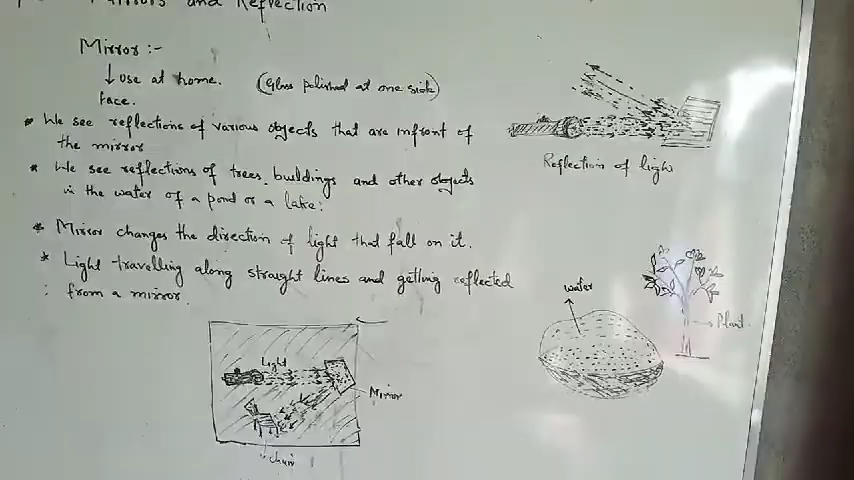 Mirrors and Reflection
Mirror :-
↓ Use at home. (Glass polished at one side)
face.
* We see reflections of various objects that are infront of
the mirror
* We see reflections of trees, buildings and other objects
in the water of a pond or a lake.
* Mirror changes the direction of light that fall on it.
* Light travelling along straight lines and getting reflected
from a mirror.
Reflection of light
water
Plant
Light
Mirror
chair